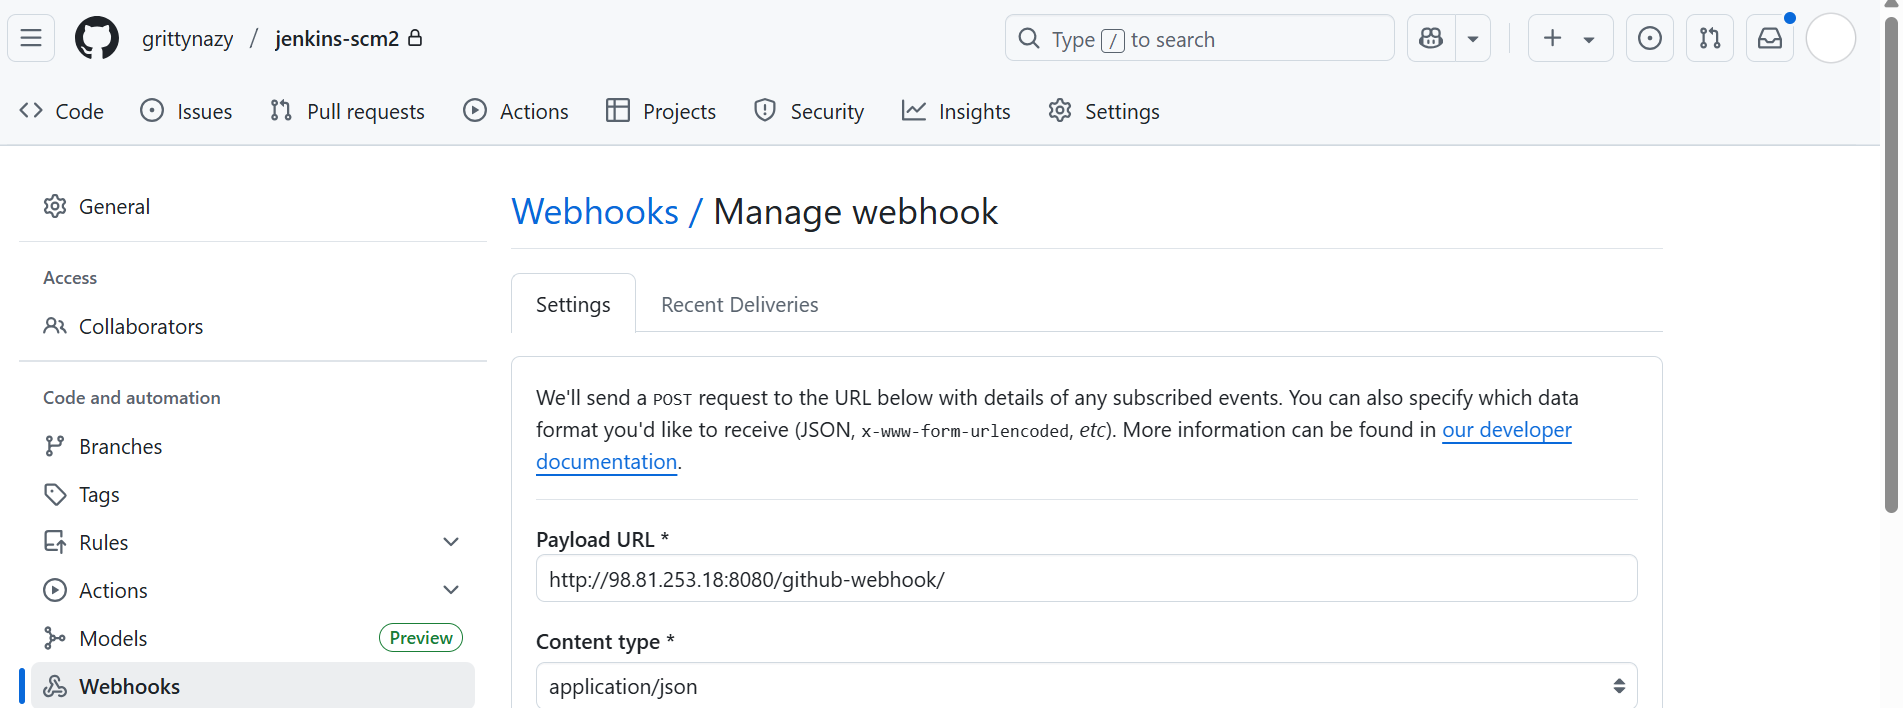 grittynazy / jenkins-scm2
Type / to search
Code Issues Pull requests Actions Projects Security Insights Settings
General
Access
Collaborators
Code and automation
Branches
Tags
Rules
Actions
Models Preview
Webhooks
Webhooks / Manage webhook
Settings Recent Deliveries
We'll send a POST request to the URL below with details of any subscribed events. You can also specify which data
format you'd like to receive (JSON, x-www-form-urlencoded, etc). More information can be found in our developer
documentation.
Payload URL *
http://98.81.253.18:8080/github-webhook/
Content type *
application/json